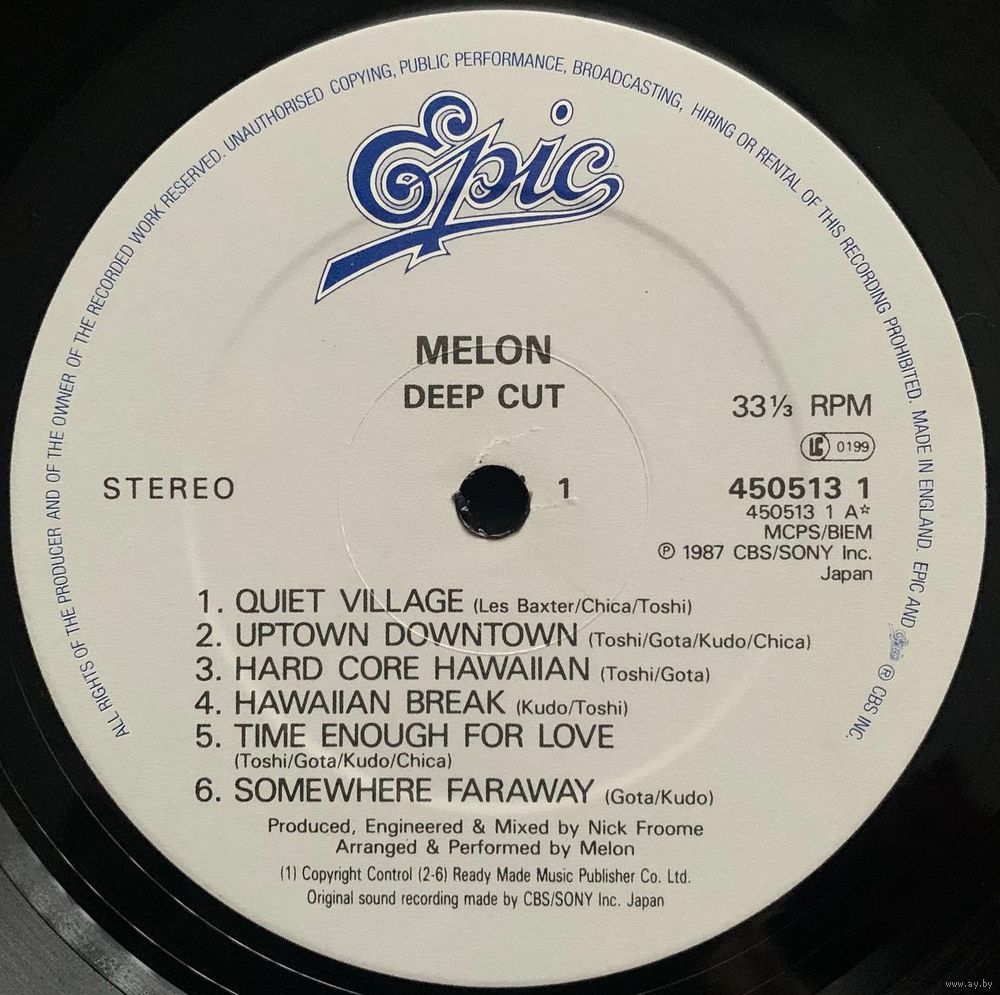 ALL RIGHTS OF THE PRODUCER AND OF THE OWNER OF THE RECORDED WORK RESERVED. UNAUTHORISED COPYING, PUBLIC PERFORMANCE, BROADCASTING, HIRING OR RENTAL OF THIS RECORDING PROHIBITED. MADE IN ENGLAND. EPIC AND Epic ® CBS INC.
Epic
MELON
DEEP CUT
33⅓ RPM
LC 0199
STEREO
1
450513 1
450513 1 A☆
MCPS/BIEM
℗ 1987 CBS/SONY Inc.
Japan
1. QUIET VILLAGE (Les Baxter/Chica/Toshi)
2. UPTOWN DOWNTOWN (Toshi/Gota/Kudo/Chica)
3. HARD CORE HAWAIIAN (Toshi/Gota)
4. HAWAIIAN BREAK (Kudo/Toshi)
5. TIME ENOUGH FOR LOVE
(Toshi/Gota/Kudo/Chica)
6. SOMEWHERE FARAWAY (Gota/Kudo)
Produced, Engineered & Mixed by Nick Froome
Arranged & Performed by Melon
(1) Copyright Control (2-6) Ready Made Music Publisher Co. Ltd.
Original sound recording made by CBS/SONY Inc. Japan
www.ay.by